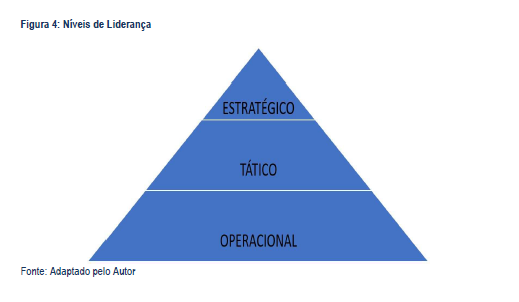 Figura 4: Níveis de Liderança
ESTRATÉGICO
TÁTICO
OPERACIONAL
Fonte: Adaptado pelo Autor